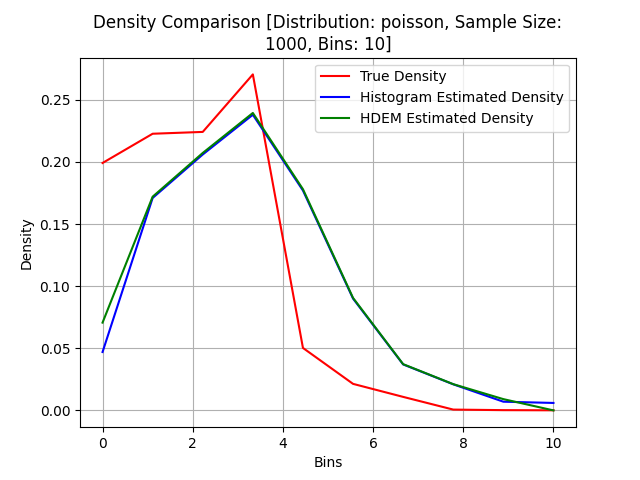 Density Comparison [Distribution: poisson, Sample Size:
1000, Bins: 10]
True Density
Histogram Estimated Density
HDEM Estimated Density
Density
0.25
0.20
0.15
0.10
0.05
0.00
0 2 4 6 8 10
Bins